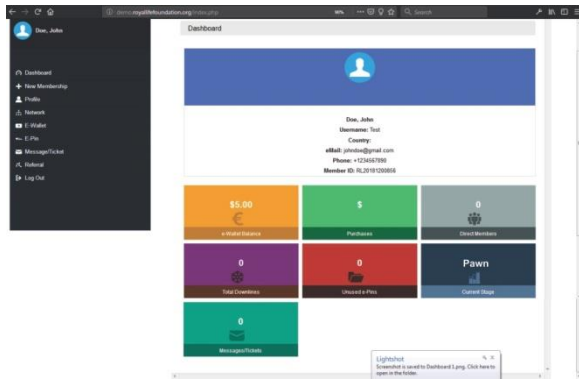 demo.royallifefoundation.org/index.php
90%
Search
Doe, John
Dashboard
New Membership
Profile
Network
E-Wallet
E-Pin
Message/Ticket
Referral
Log Out
Dashboard
Doe, John
Username: Test
Country:
eMail: johndoe@gmail.com
Phone: +1234567890
Member ID: RL20181200808
$5.00
e-Wallet Balance
$
Purchases
0
Direct Members
0
Total Downlines
0
Unused e-Pins
Pawn
Current Stage
0
Messages/Tickets
Lightshot
Screenshot is saved to Dashboard 1.png. Click here to
open in the folder.